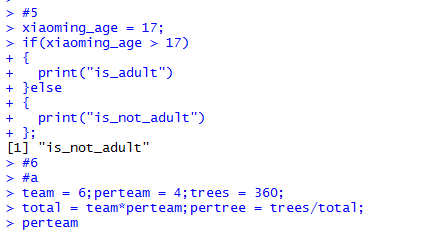 > #5
> xiaoming_age = 17;
> if(xiaoming_age > 17)
+ {
+   print("is_adult")
+ }else
+ {
+   print("is_not_adult")
+ };
[1] "is_not_adult"
> #6
> #a
> team = 6;perteam = 4;trees = 360;
> total = team*perteam;pertree = trees/total;
> perteam